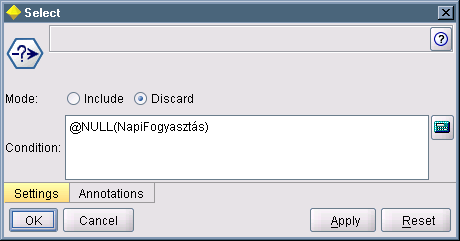 Select
Mode:
Include
Discard
Condition:
@NULL(NapiFogyasztás)
Settings
Annotations
OK
Cancel
Apply
Reset